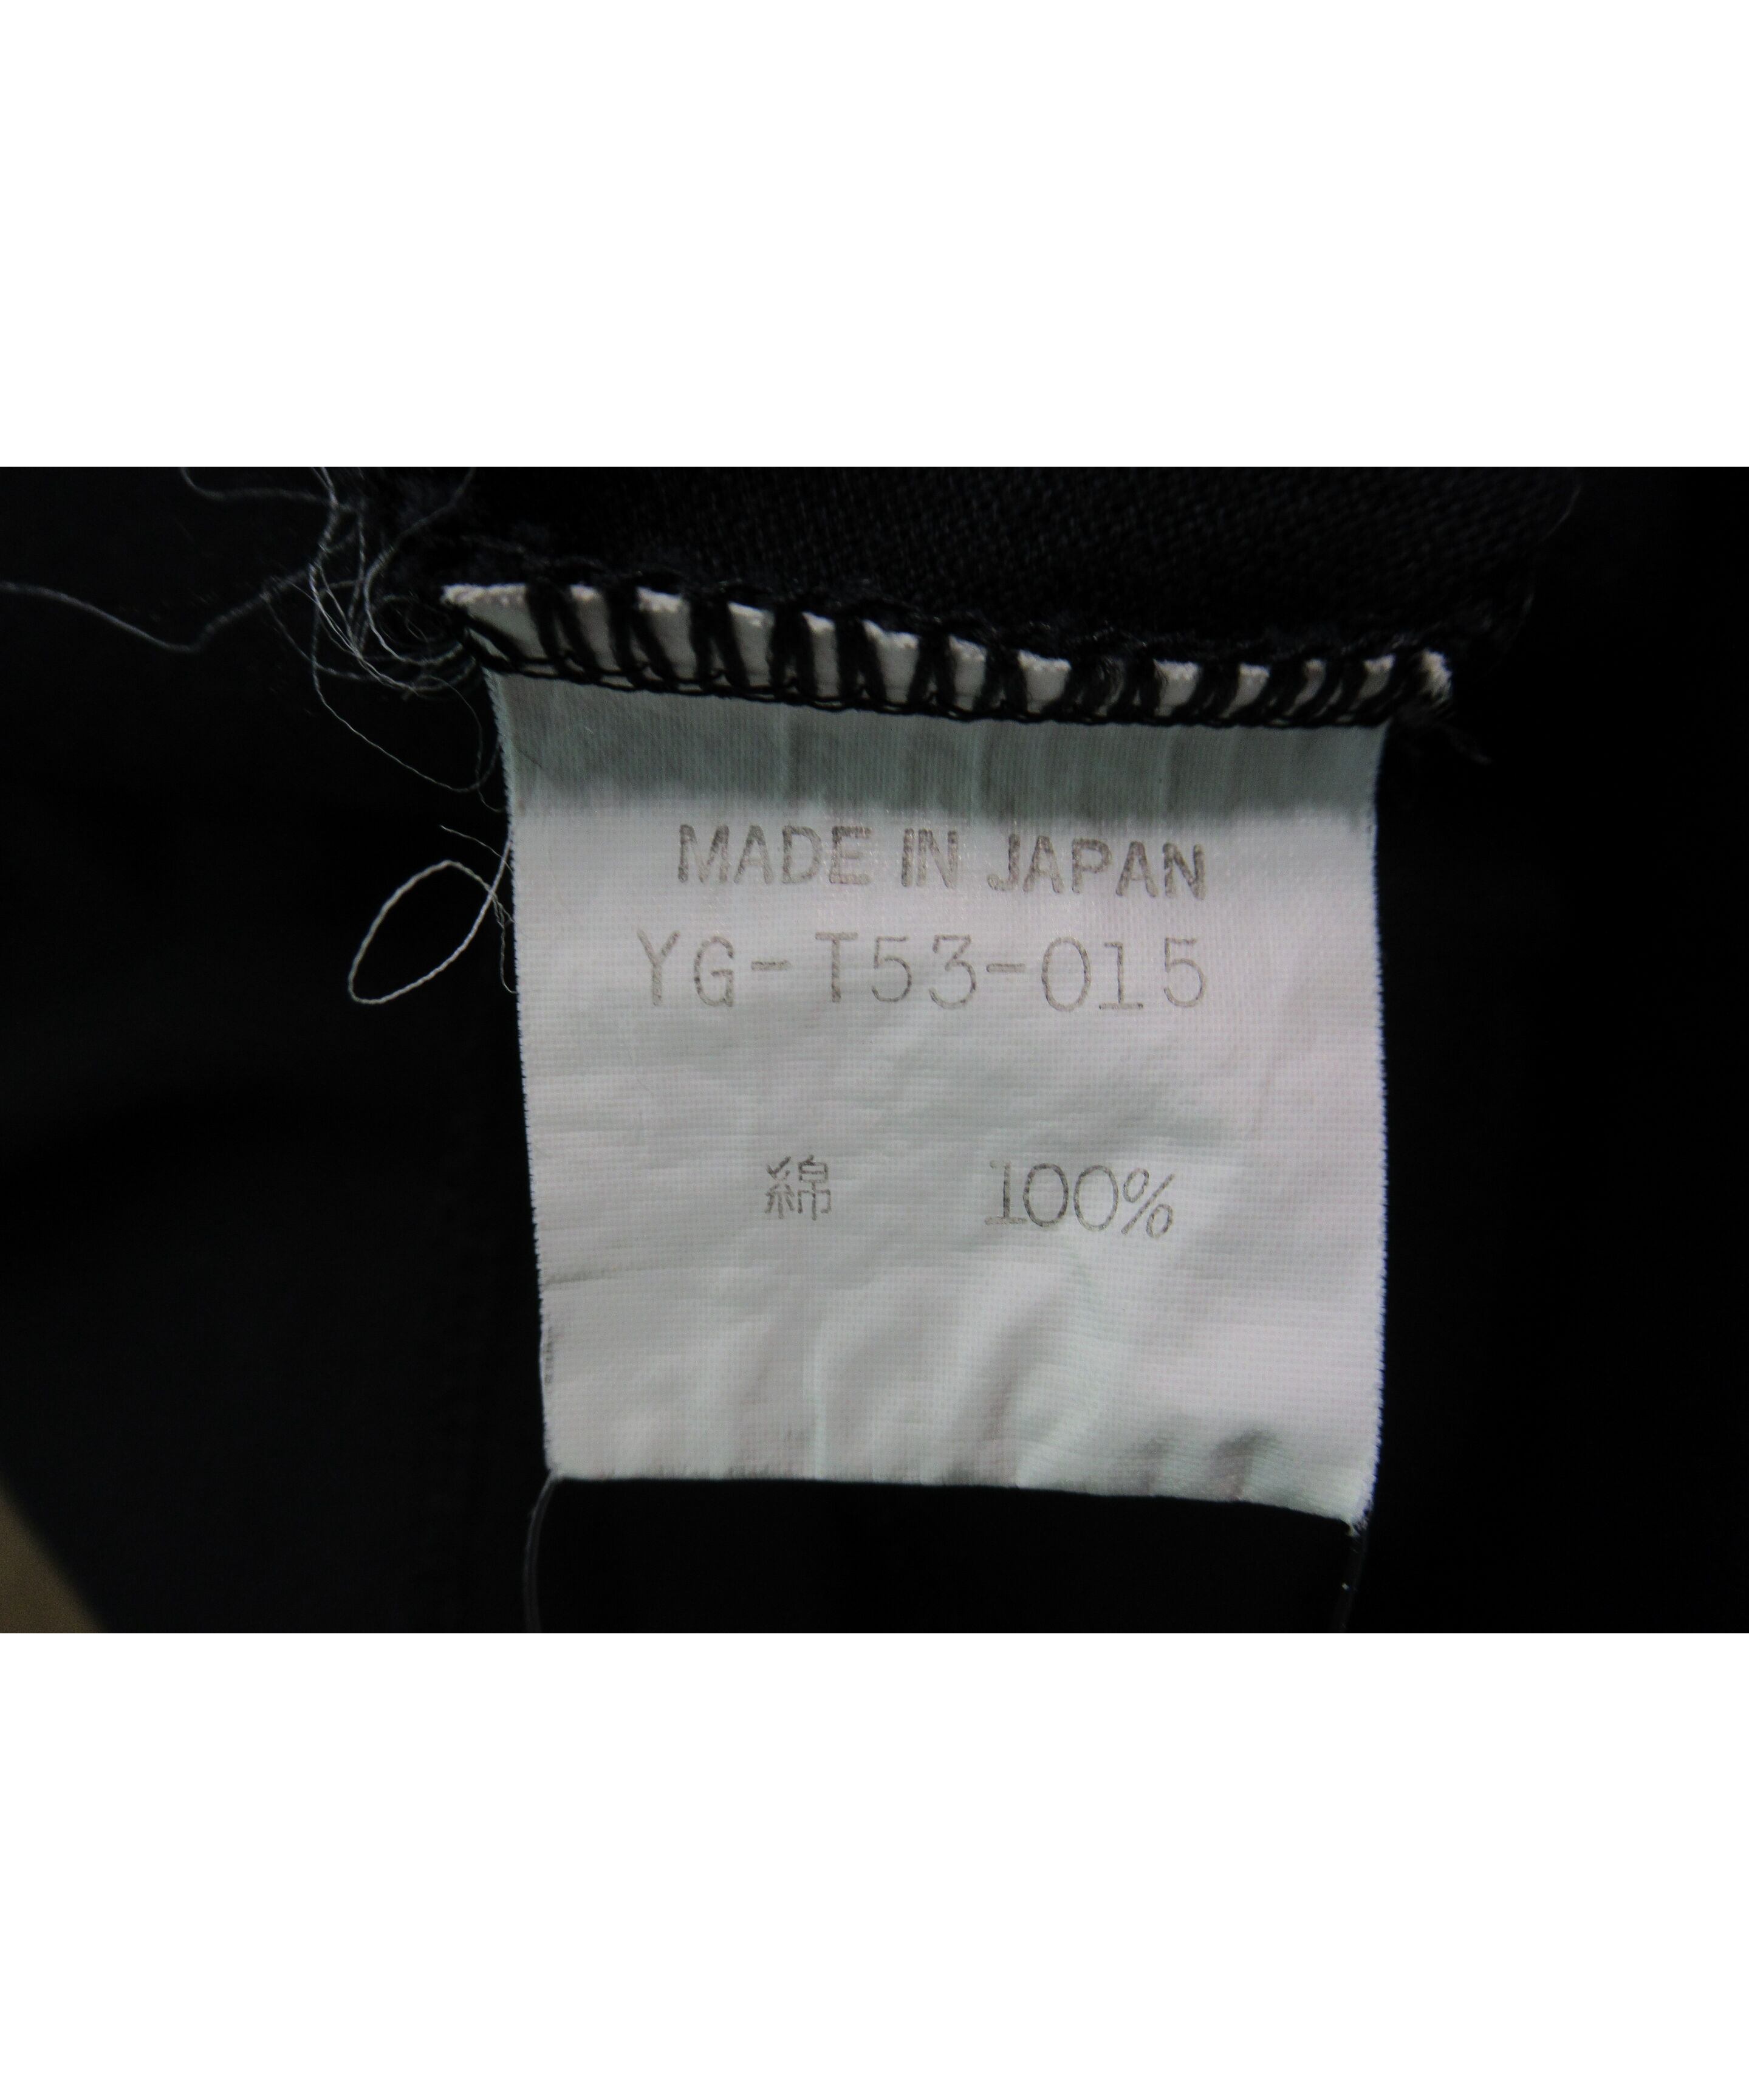 MADE IN JAPAN
YG-T53-015
綿 100%